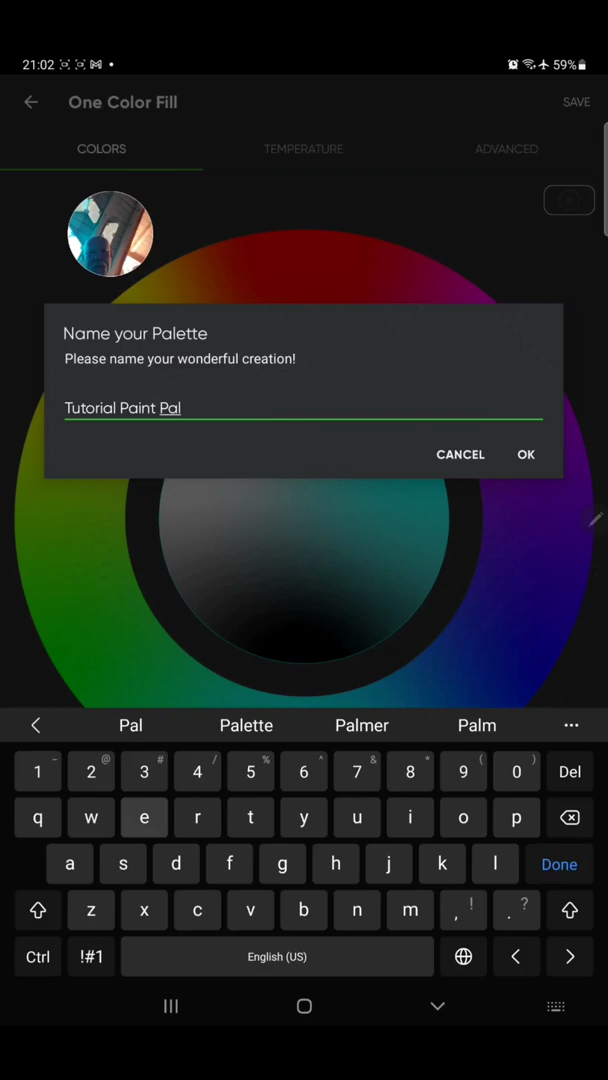 21:02
59%
One Color Fill
SAVE
COLORS
TEMPERATURE
ADVANCED
Name your Palette
Please name your wonderful creation!
Tutorial Paint Pal
CANCEL
OK
Pal
Palette
Palmer
Palm
1 - 2 @ 3 # 4 / 5 % 6 ^ 7 & 8 * 9 ( 0 ) Del
q w e r t y u i o p
a s d f g h j k l Done
z x c v b n m , ! . ?
Ctrl !#1 English (US) < >